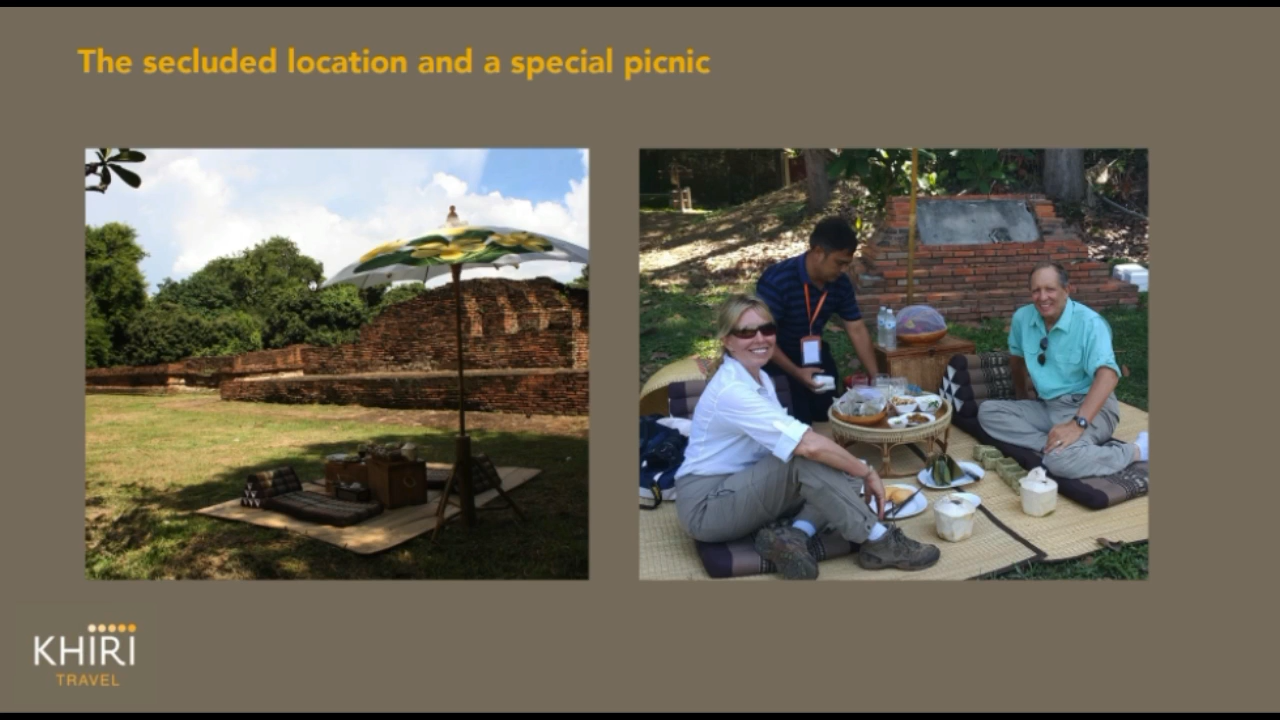 The secluded location and a special picnic
KHIRI
TRAVEL